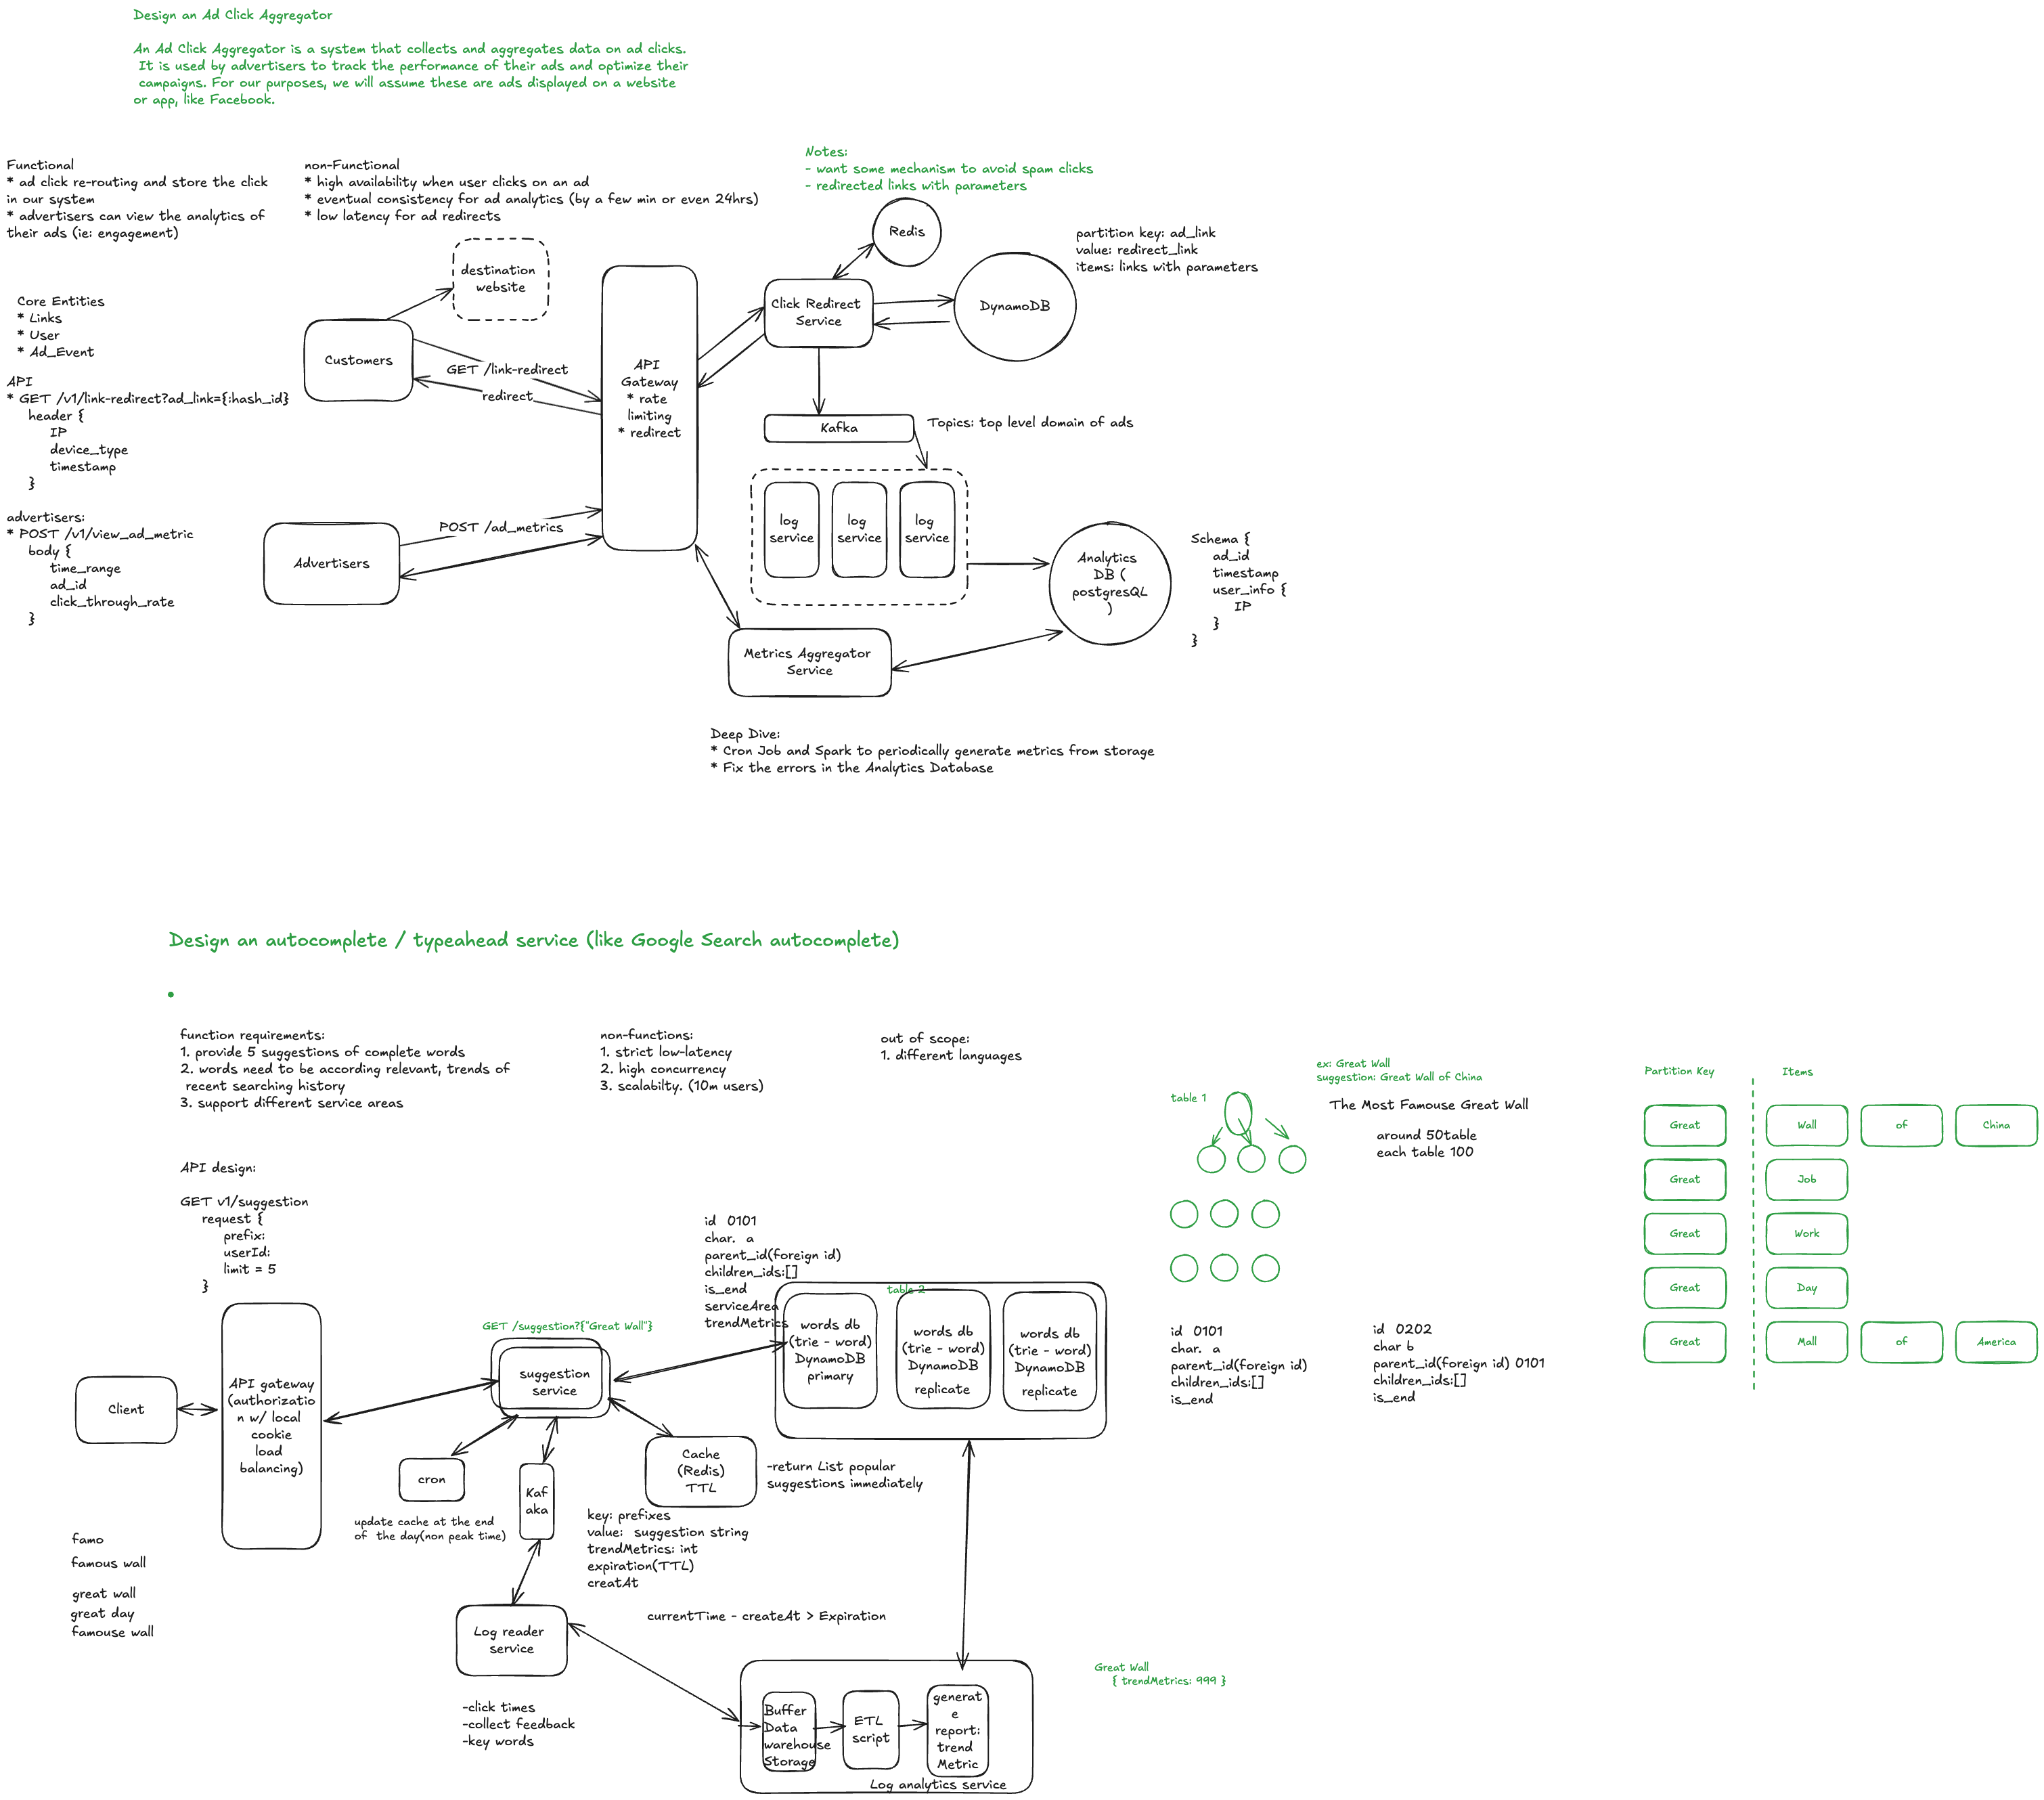 Design an Ad Click Aggregator
An Ad Click Aggregator is a system that collects and aggregates data on ad clicks.
It is used by advertisers to track the performance of their ads and optimize their
campaigns. For our purposes, we will assume these are ads displayed on a website
or app, like Facebook.
Functional
* ad click re-routing and store the click
in our system
* advertisers can view the analytics of
their ads (ie: engagement)
non-Functional
* high availability when user clicks on an ad
* eventual consistency for ad analytics (by a few min or even 24hrs)
* low latency for ad redirects
Notes:
- want some mechanism to avoid spam clicks
- redirected links with parameters
Core Entities
* Links
* User
* Ad_Event
API
* GET /v1/link-redirect?ad_link={:hash_id}
header {
IP
device_type
timestamp
}
advertisers:
* POST /v1/view_ad_metric
body {
time_range
ad_id
click_through_rate
}
destination
website
Customers
GET /link-redirect
redirect
Advertisers
POST /ad_metrics
API
Gateway
* rate
limiting
* redirect
Redis
Click Redirect
Service
DynamoDB
partition key: ad_link
value: redirect_link
items: links with parameters
Kafka
Topics: top level domain of ads
log
service
log
service
log
service
Analytics
DB (
postgresQL
)
Schema {
ad_id
timestamp
user_info {
IP
}
}
Metrics Aggregator
Service
Deep Dive:
* Cron Job and Spark to periodically generate metrics from storage
* Fix the errors in the Analytics Database
Design an autocomplete / typeahead service (like Google Search autocomplete)
function requirements:
1. provide 5 suggestions of complete words
2. words need to be according relevant, trends of
recent searching history
3. support different service areas
non-functions:
1. strict low-latency
2. high concurrency
3. scalabilty. (10m users)
out of scope:
1. different languages
API design:
GET v1/suggestion
request {
prefix:
userId:
limit = 5
}
Client
API gateway
(authorizatio
n w/ local
cookie
load
balancing)
GET /suggestion?{"Great Wall"}
suggestion
service
cron
update cache at the end
of the day(non peak time)
Kaf
aka
Cache
(Redis)
TTL
-return List popular
suggestions immediately
key: prefixes
value: suggestion string
trendMetrics: int
expiration(TTL)
creatAt
currentTime - createAt > Expiration
id 0101
char. a
parent_id(foreign id)
children_ids:[]
is_end
serviceArea
trendMetrics
table 2
words db
(trie - word)
DynamoDB
primary
words db
(trie - word)
DynamoDB
replicate
words db
(trie - word)
DynamoDB
replicate
famo
famous wall
great wall
great day
famouse wall
Log reader
service
-click times
-collect feedback
-key words
Buffer
Data
warehouse
Storage
ETL
script
generat
e
report:
trend
Metric
Log analytics service
Great Wall
{ trendMetrics: 999 }
table 1
ex: Great Wall
suggestion: Great Wall of China
The Most Famouse Great Wall
around 50table
each table 100
id 0101
char. a
parent_id(foreign id)
children_ids:[]
is_end
id 0202
char b
parent_id(foreign id) 0101
children_ids:[]
is_end
Partition Key
Items
Great
Wall
of
China
Great
Job
Great
Work
Great
Day
Great
Mall
of
America